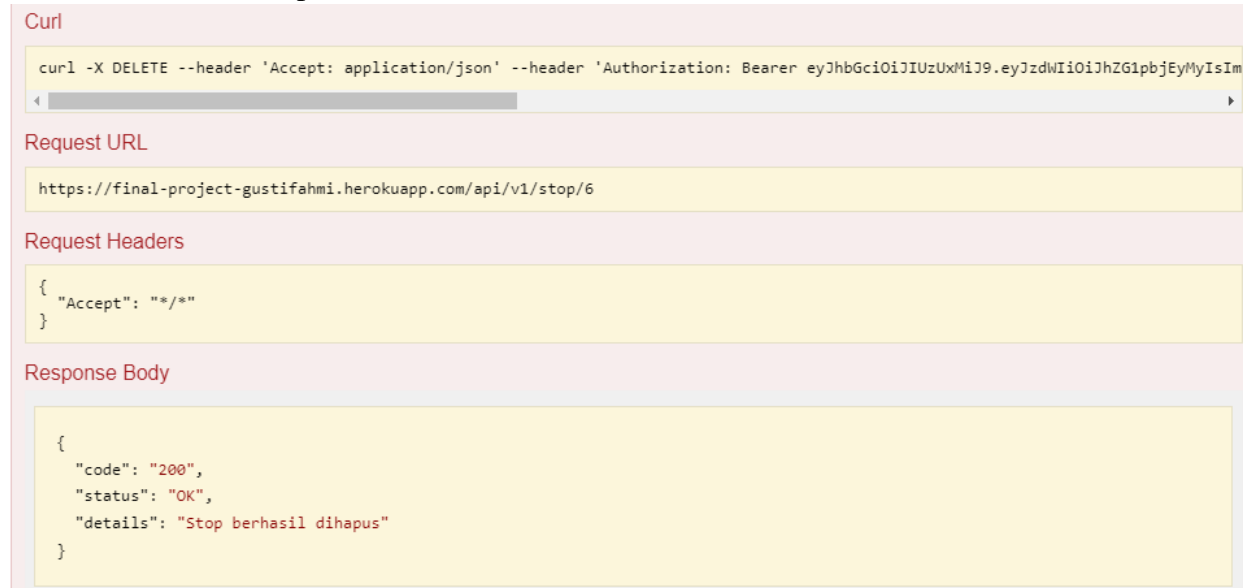 Curl
curl -X DELETE --header 'Accept: application/json' --header 'Authorization: Bearer eyJhbGciOiJIUzUxMiJ9.eyJzdWIiOiJhZG1pbjEyMyIsIm
Request URL
https://final-project-gustifahmi.herokuapp.com/api/v1/stop/6
Request Headers
{
"Accept": "*/*"
}
Response Body
{
"code": "200",
"status": "OK",
"details": "Stop berhasil dihapus"
}